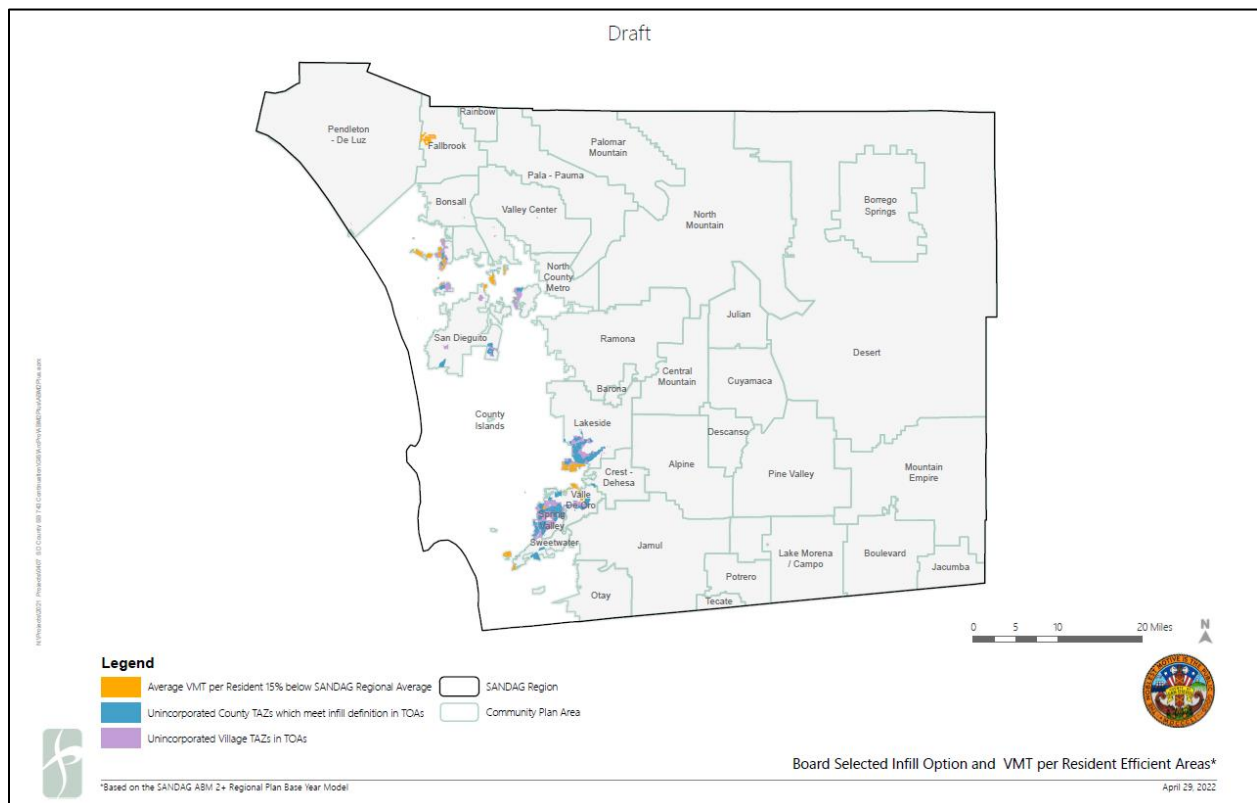 Draft
Pendleton
- De Luz
Rainbow
Fallbrook
Palomar
Mountain
Pala - Pauma
Bonsall
Valley Center
North
Mountain
Borrego
Springs
North
County
Metro
San Dieguito
Ramona
Julian
Desert
Central
Mountain
Cuyamaca
Barona
County
Islands
Lakeside
Descanso
Crest -
Dehesa
Alpine
Pine Valley
Mountain
Empire
Valle
De Oro
Spring
Valley
Sweetwater
Jamul
Lake Morena
/ Campo
Boulevard
Jacumba
Potrero
Otay
Tecate
0 5 10 20 Miles
N
Legend
Average VMT per Resident 15% below SANDAG Regional Average
SANDAG Region
Unincorporated County TAZs which meet infill definition in TOAs
Community Plan Area
Unincorporated Village TAZs in TOAs
Board Selected Infill Option and VMT per Resident Efficient Areas*
*Based on the SANDAG ABM 2+ Regional Plan Base Year Model
April 29, 2022